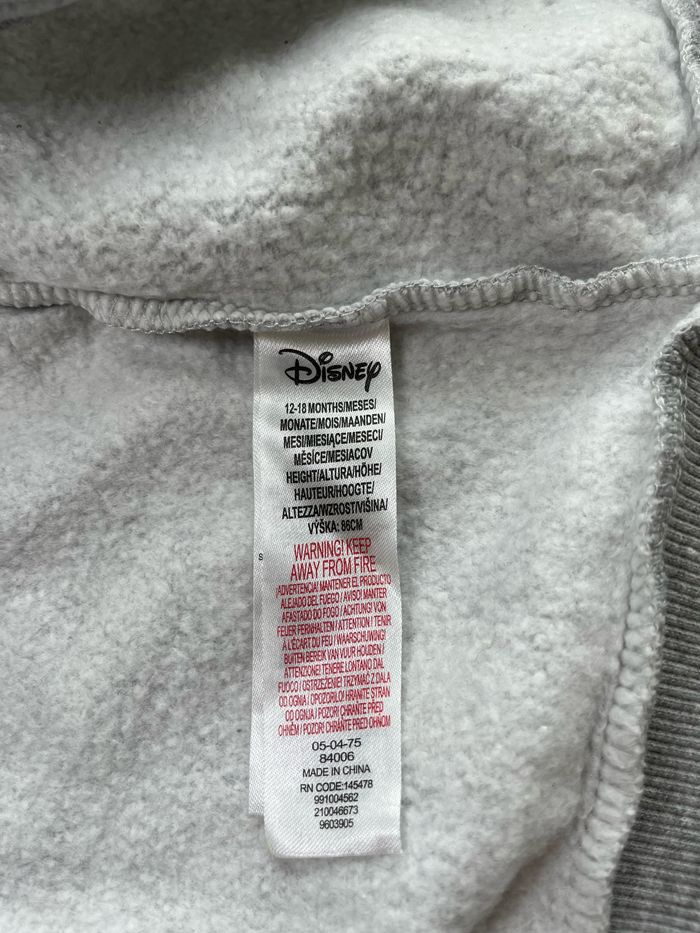 Disney
12-18 MONTHS/MESES/
MONATE/MOIS/MAANDEN/
MESI/MIESIĄCE/MESECI/
MĚSÍCE/MESIACOV
HEIGHT/ALTURA/HÖHE/
HAUTEUR/HOOGTE/
ALTEZZA/WZROST/VIŠINA/
VÝŠKA: 86CM
WARNING! KEEP
AWAY FROM FIRE
¡ADVERTENCIA! MANTENER EL PRODUCTO
ALEJADO DEL FUEGO / AVISO! MANTER
AFASTADO DO FOGO / ACHTUNG! VON
FEUER FERNHALTEN / ATTENTION ! TENIR
À L'ÉCART DU FEU / WAARSCHUWING!
BUITEN BEREIK VAN VUUR HOUDEN /
ATTENZIONE! TENERE LONTANO DAL
FUOCO / OSTRZEŻENIE! TRZYMAĆ Z DALA
OD OGNIA / OPOZORILO! HRANITE STRAN
OD OGNJA / POZOR! CHRAŇTE PŘED
OHNĚM / POZOR! CHRÁŇTE PRED OHŇOM
05-04-75
84006
MADE IN CHINA
RN CODE:145478
991004562
210046673
9603905
S